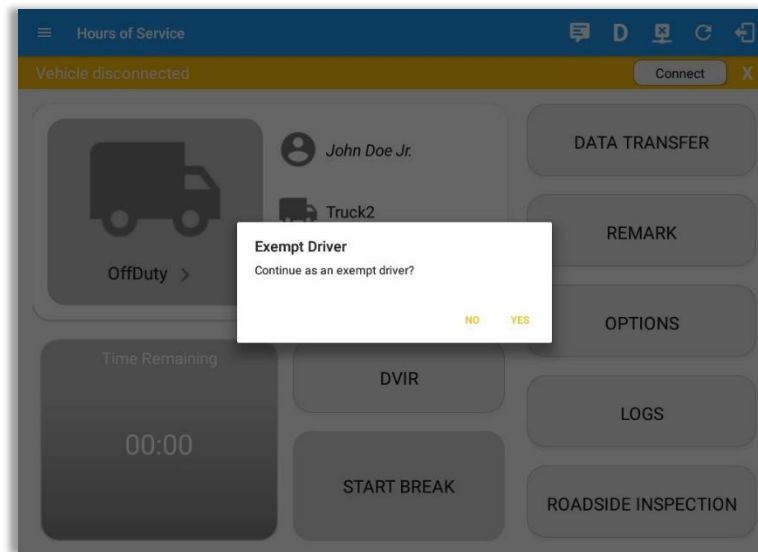 Hours of Service
D
Vehicle disconnected
Connect
X
John Doe Jr.
Truck2
OffDuty >
Exempt Driver
Continue as an exempt driver?
NO YES
Time Remaining
00:00
DVIR
START BREAK
DATA TRANSFER
REMARK
OPTIONS
LOGS
ROADSIDE INSPECTION